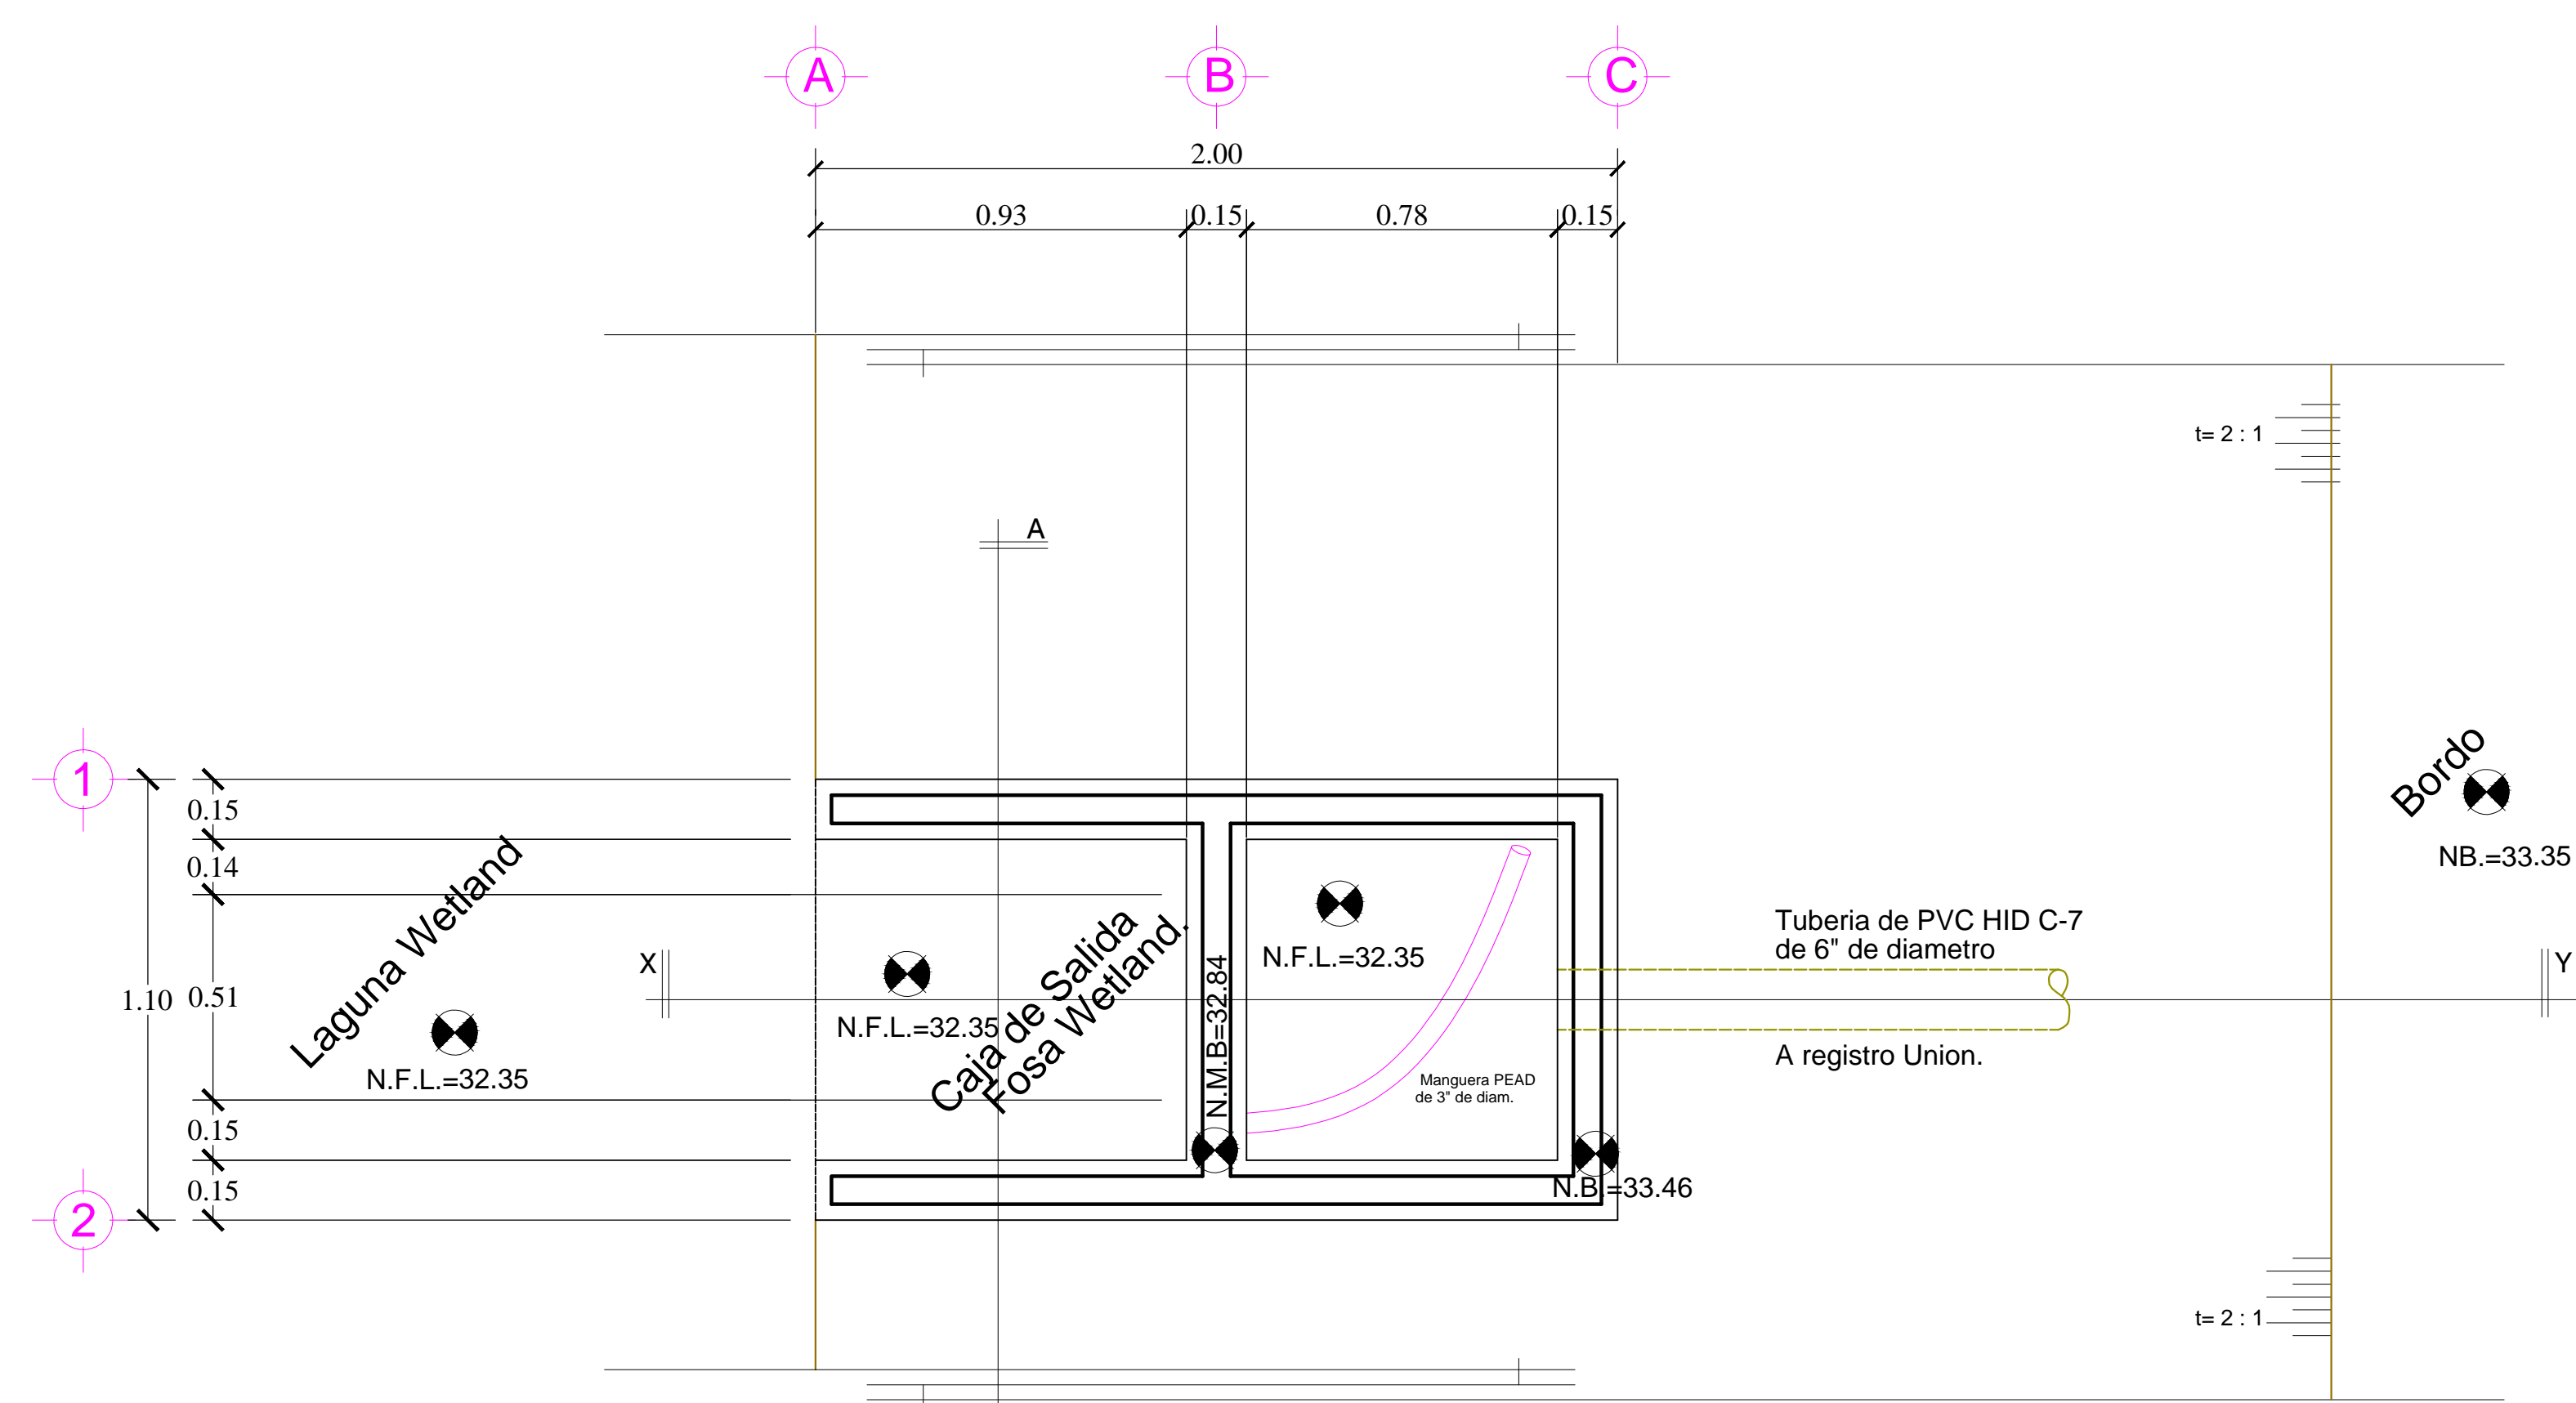 A
B
C
2.00
0.93
0.15
0.78
0.15
t= 2 : 1
A
1
0.15
0.14
1.10
0.51
0.15
0.15
2
Laguna Wetland
N.F.L.=32.35
X
N.F.L.=32.35
Caja de Salida
Fosa Wetland.
N.M.B=32.84
N.F.L.=32.35
Manguera PEAD
de 3" de diam.
N.B.=33.46
Tuberia de PVC HID C-7
de 6" de diametro
A registro Union.
Bordo
NB.=33.35
Y
t= 2 : 1